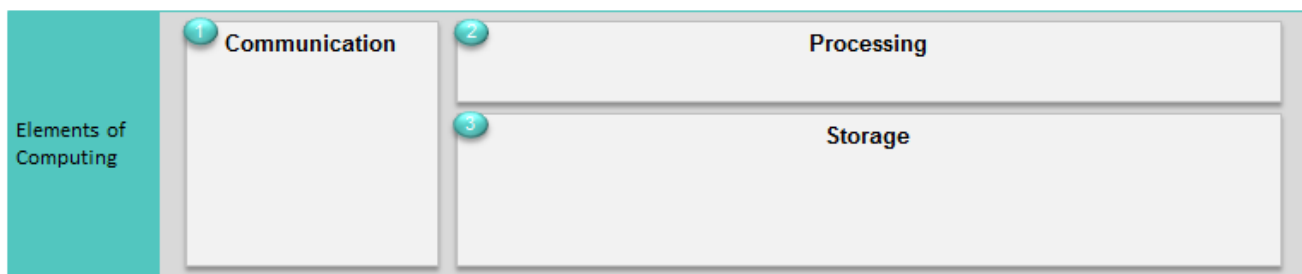 Elements of
Computing
1
Communication
2
Processing
3
Storage